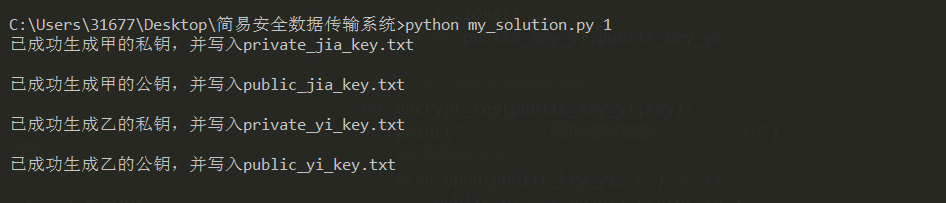 C:\Users\31677\Desktop\简易安全数据传输系统>python my_solution.py 1
已成功生成甲的私钥，并写入private_jia_key.txt
已成功生成甲的公钥，并写入public_jia_key.txt
已成功生成乙的私钥，并写入private_yi_key.txt
已成功生成乙的公钥，并写入public_yi_key.txt